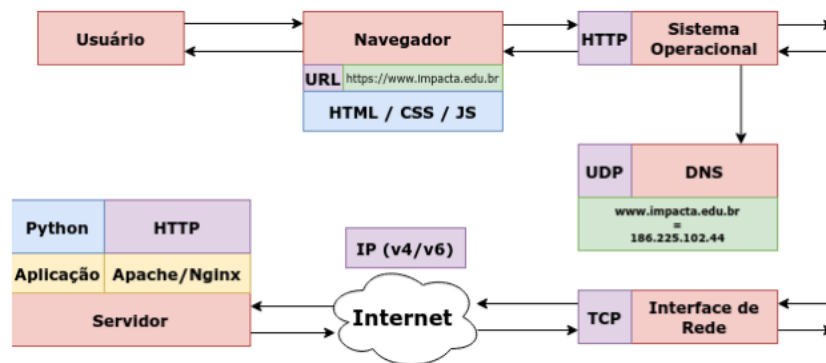 Usuário
Navegador
HTTP
Sistema
Operacional
URL
https://www.impacta.edu.br
HTML / CSS / JS
UDP
DNS
www.impacta.edu.br
=
186.225.102.44
Python
HTTP
IP (v4/v6)
Aplicação
Apache/Nginx
Servidor
Internet
TCP
Interface de
Rede